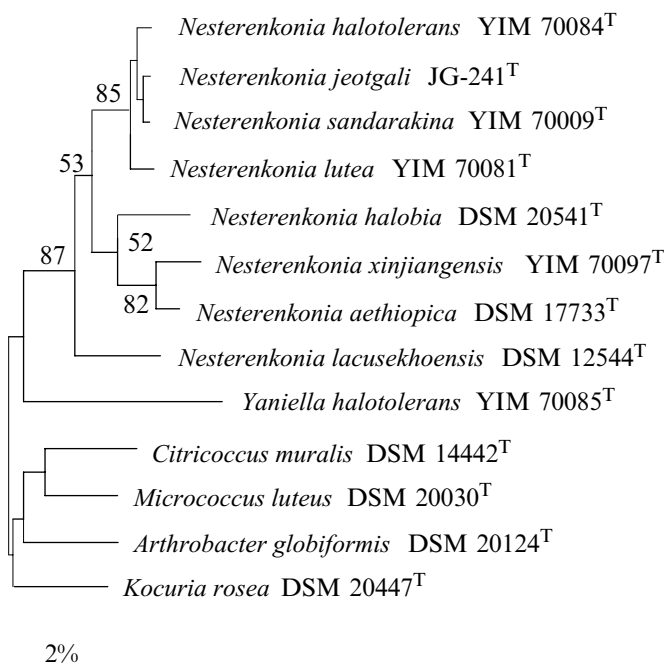 Nesterenkonia halotolerans YIM 70084T
Nesterenkonia jeotgali JG-241T
85
Nesterenkonia sandarakina YIM 70009T
53
Nesterenkonia lutea YIM 70081T
Nesterenkonia halobia DSM 20541T
52
87
Nesterenkonia xinjiangensis YIM 70097T
82
Nesterenkonia aethiopica DSM 17733T
Nesterenkonia lacusekhoensis DSM 12544T
Yaniella halotolerans YIM 70085T
Citricoccus muralis DSM 14442T
Micrococcus luteus DSM 20030T
Arthrobacter globiformis DSM 20124T
Kocuria rosea DSM 20447T
2%